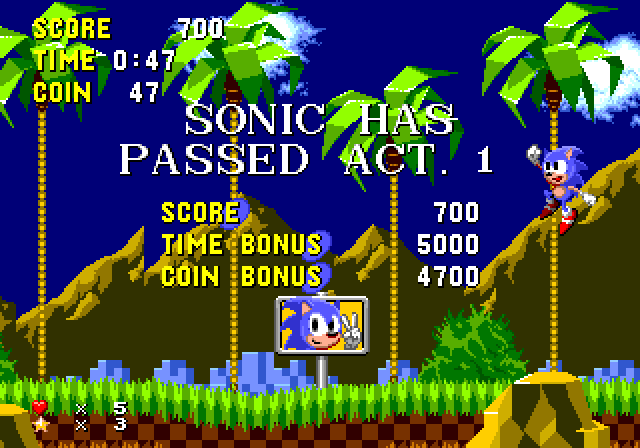 SCORE 700
TIME 0:47
COIN 47
SONIC HAS
PASSED ACT. 1
SCORE 700
TIME BONUS 5000
COIN BONUS 4700
x 5
x 3